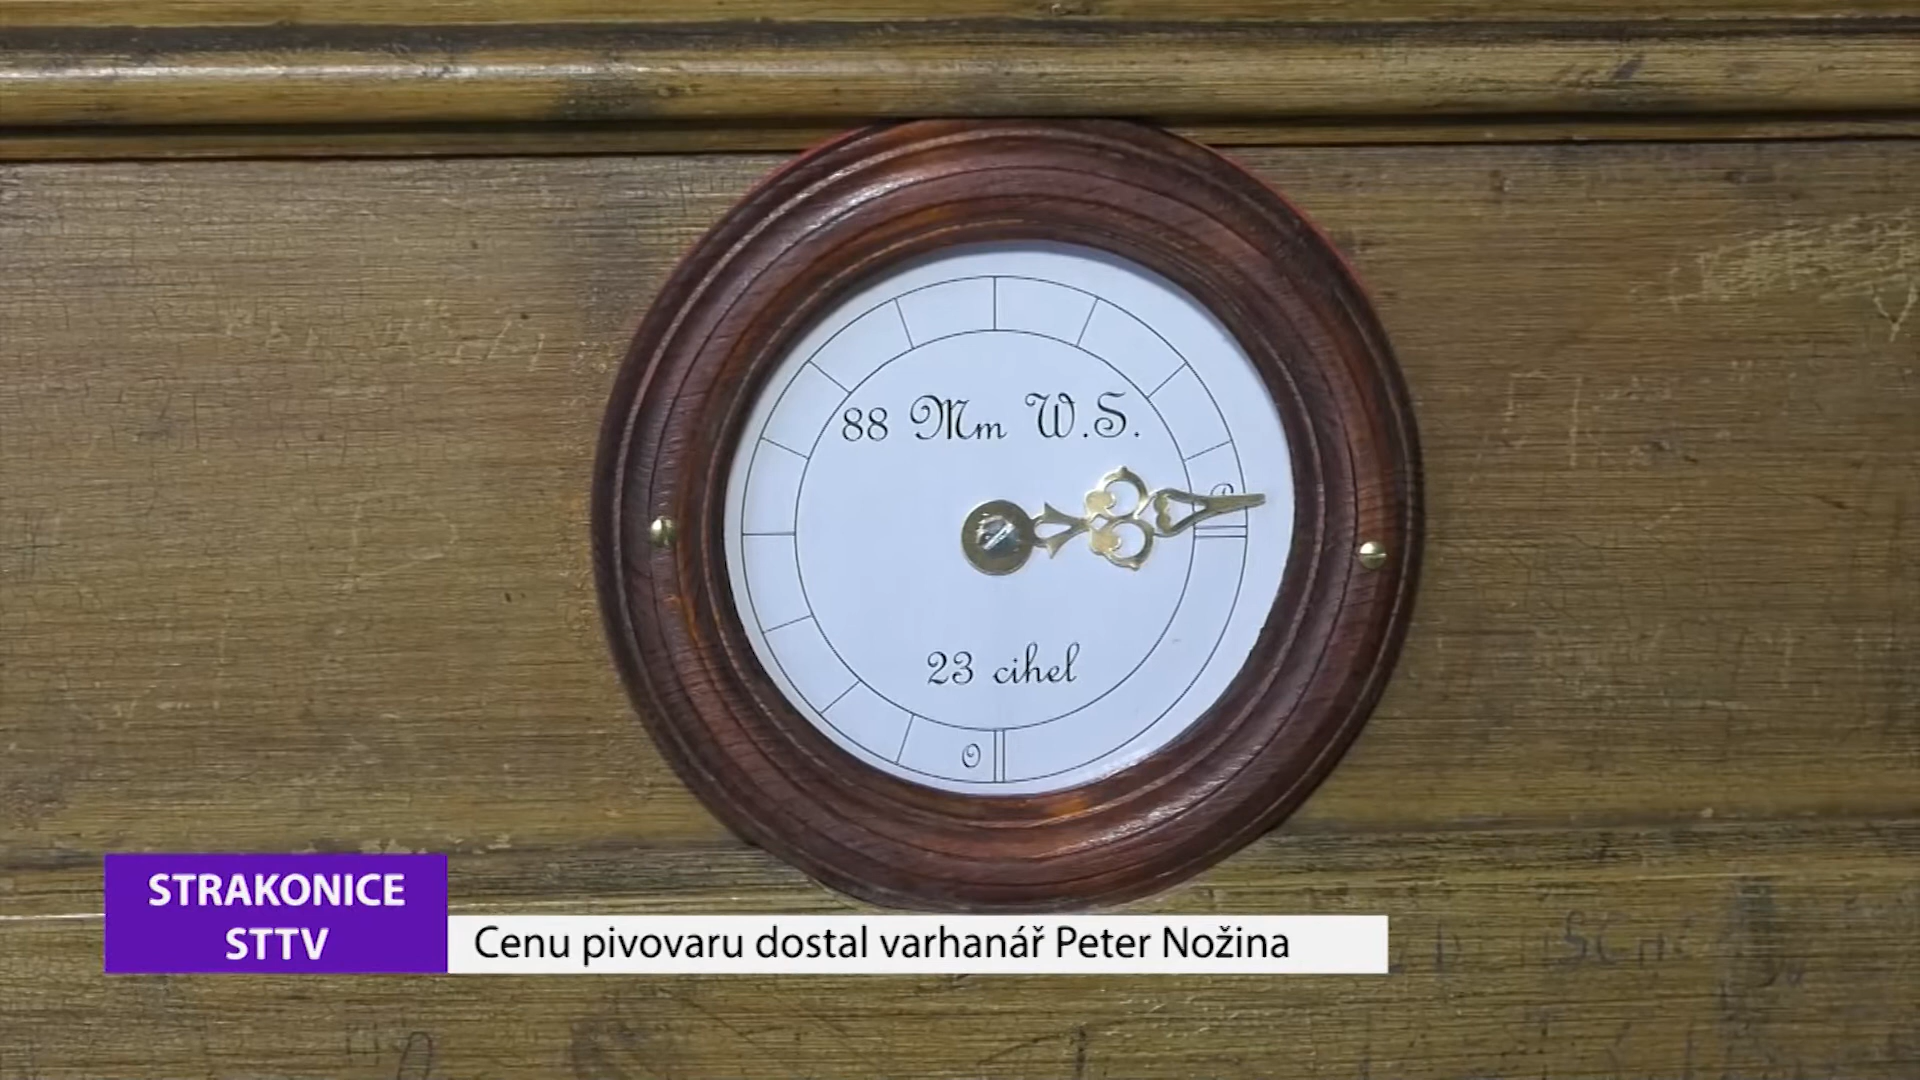 88 Mm W.S.
23 cihel
0
STRAKONICE
STTV
Cenu pivovaru dostal varhanář Peter Nožina